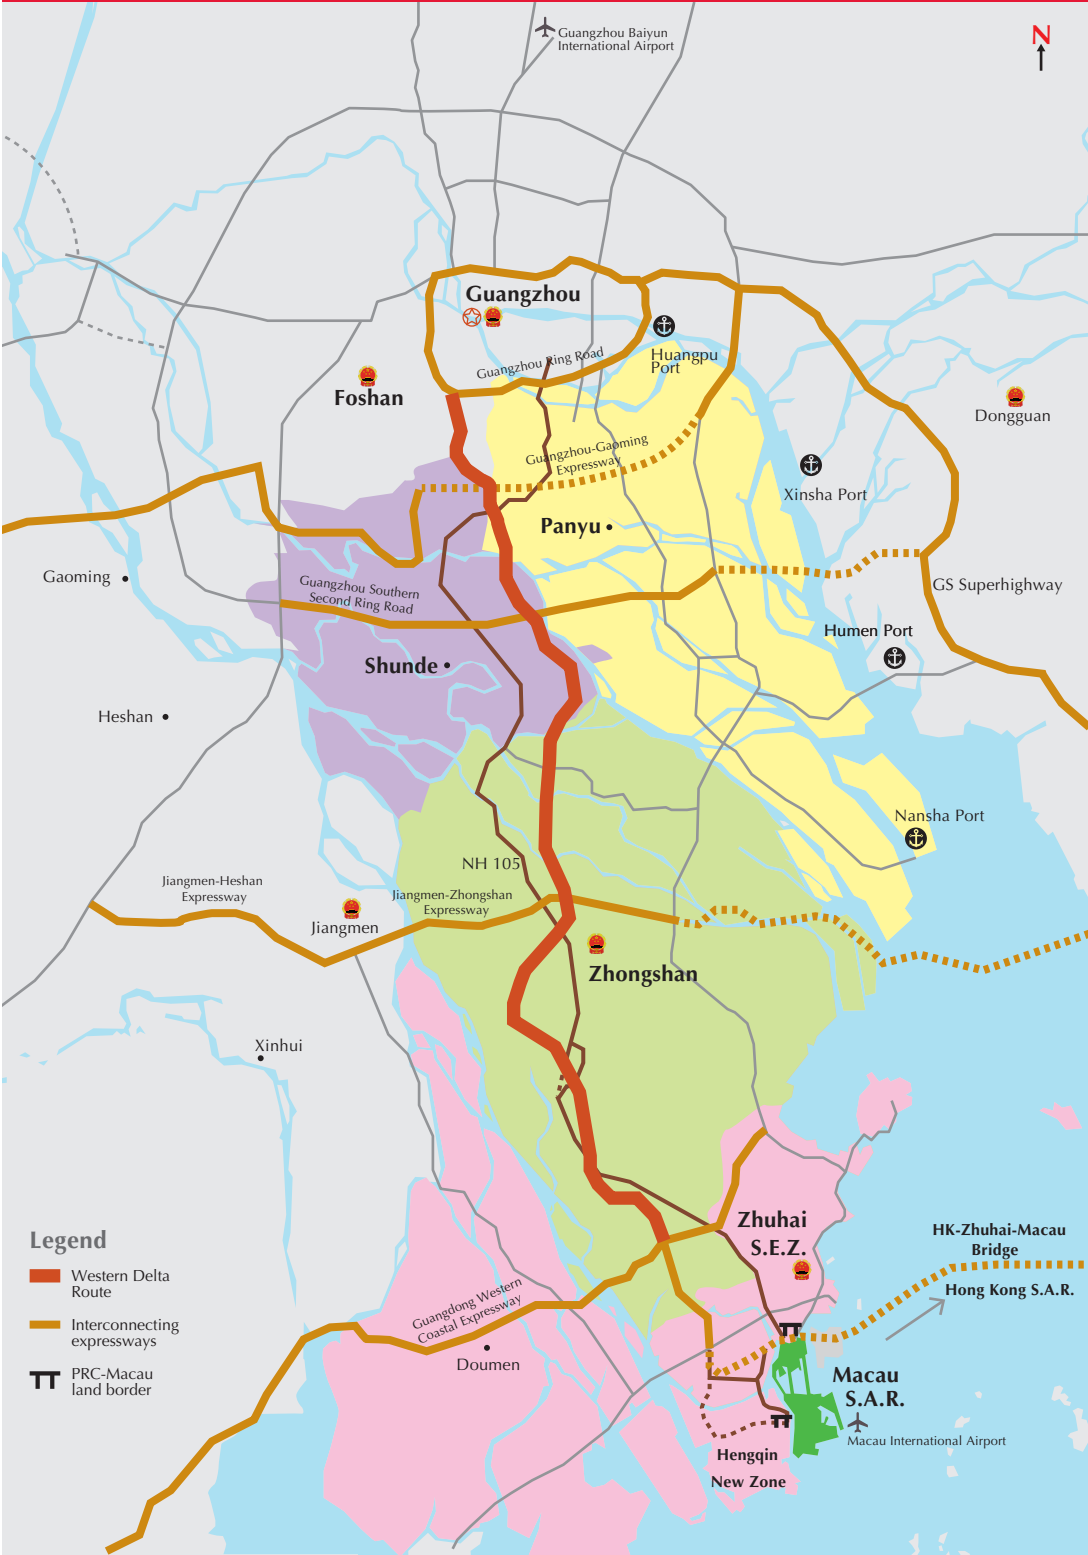 Guangzhou Baiyun
International Airport
N
Guangzhou
Huangpu
Port
Guangzhou Ring Road
Foshan
Dongguan
Guangzhou-Gaoming
Expressway
Xinsha Port
Panyu
Gaoming
Guangzhou Southern
Second Ring Road
GS Superhighway
Humen Port
Shunde
Heshan
Nansha Port
NH 105
Jiangmen-Heshan
Expressway
Jiangmen-Zhongshan
Expressway
Jiangmen
Zhongshan
Xinhui
Zhuhai
S.E.Z.
HK-Zhuhai-Macau
Bridge
Hong Kong S.A.R.
Legend
Western Delta
Route
Interconnecting
expressways
PRC-Macau
land border
Guangdong Western
Coastal Expressway
Doumen
Macau
S.A.R.
Macau International Airport
Hengqin
New Zone